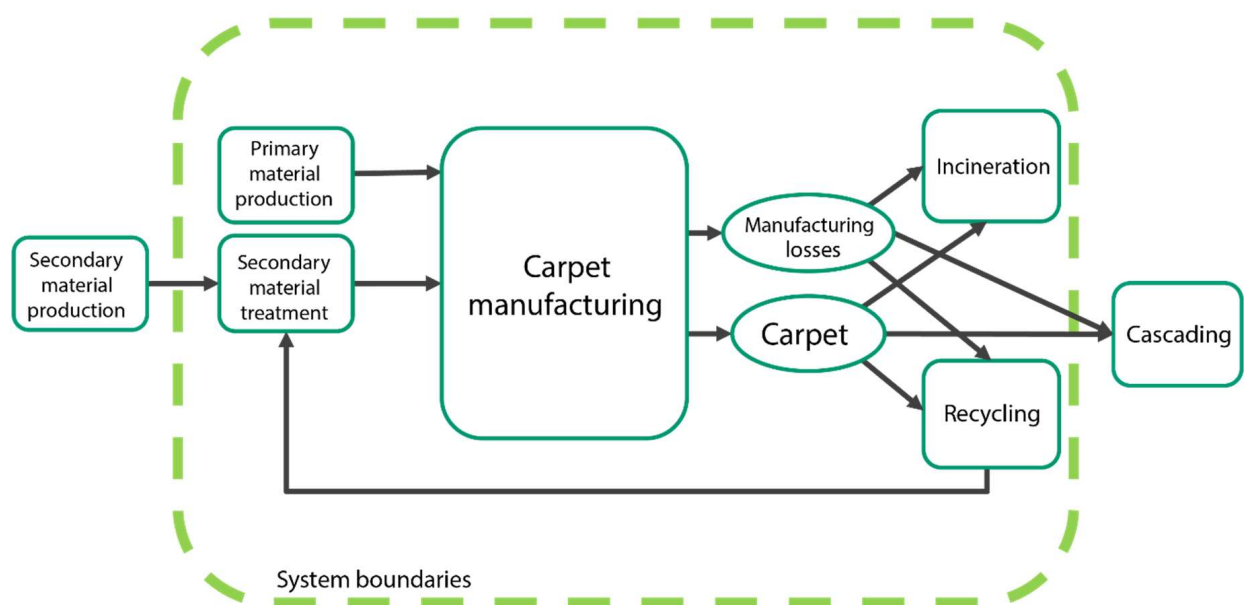 Primary
material
production
Incineration
Manufacturing
losses
Secondary
material
production
Secondary
material
treatment
Carpet
manufacturing
Carpet
Cascading
Recycling
System boundaries